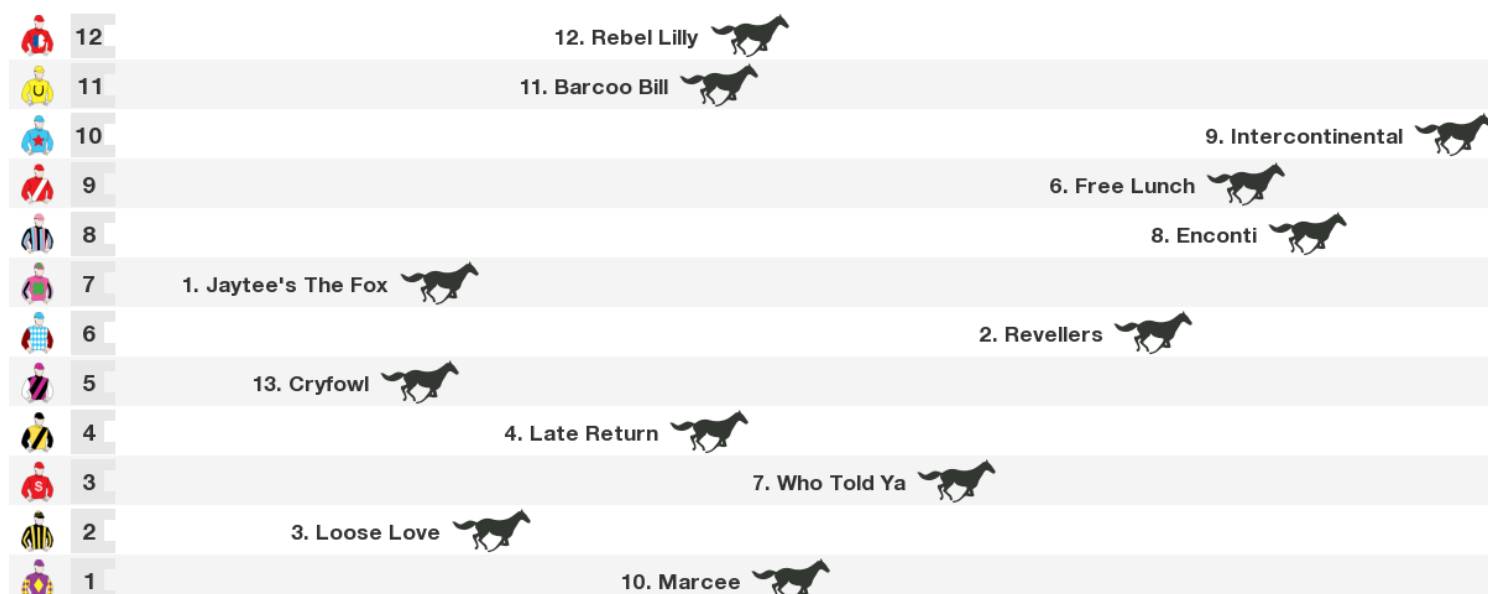 12 12. Rebel Lilly
U 11 11. Barcoo Bill
10 9. Intercontinental
9 6. Free Lunch
8 8. Enconti
7 1. Jaytee's The Fox
6 2. Revellers
5 13. Cryfowl
4 4. Late Return
S 3 7. Who Told Ya
2 3. Loose Love
1 10. Marcee